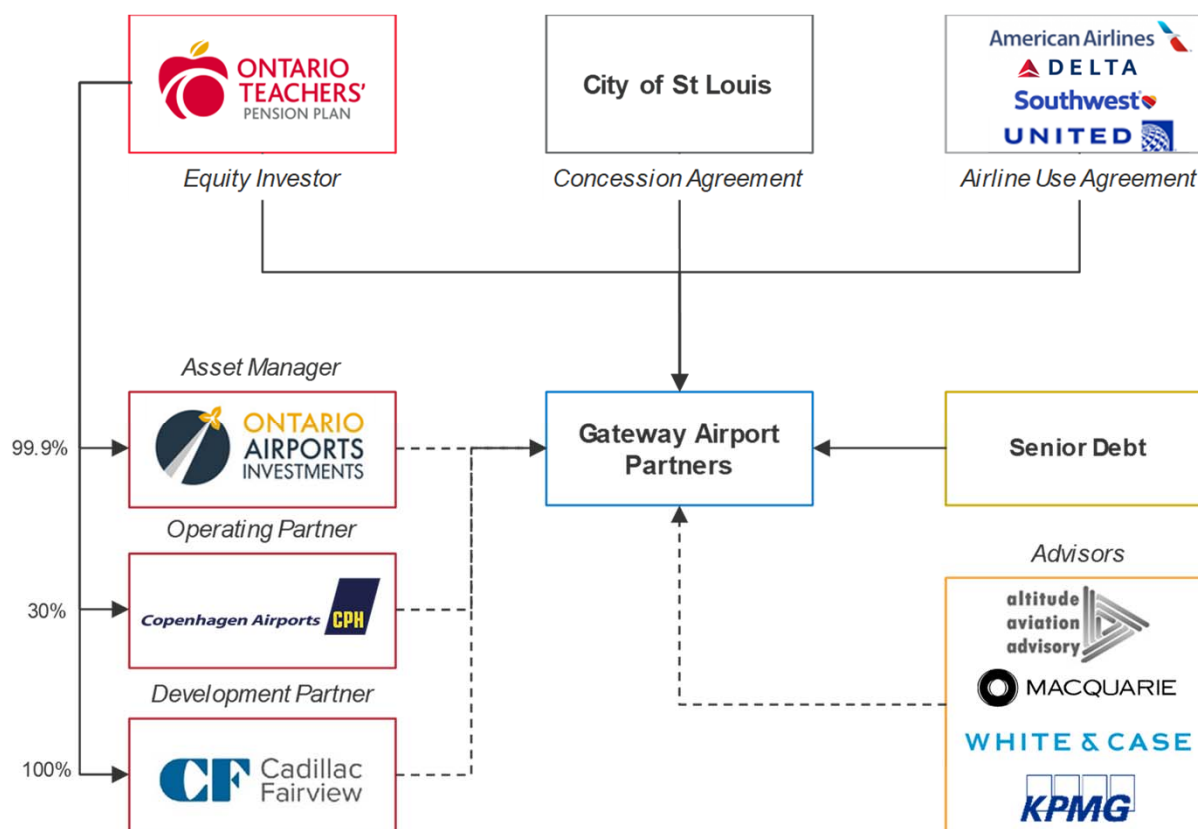 ONTARIO
TEACHERS'
PENSION PLAN
Equity Investor
City of St Louis
Concession Agreement
American Airlines
DELTA
Southwest
UNITED
Airline Use Agreement
Asset Manager
99.9%
ONTARIO
AIRPORTS
INVESTMENTS
Gateway Airport
Partners
Senior Debt
Operating Partner
30%
Copenhagen Airports CPH
Development Partner
100%
CF Cadillac
Fairview
Advisors
altitude
aviation
advisory
MACQUARIE
WHITE & CASE
KPMG